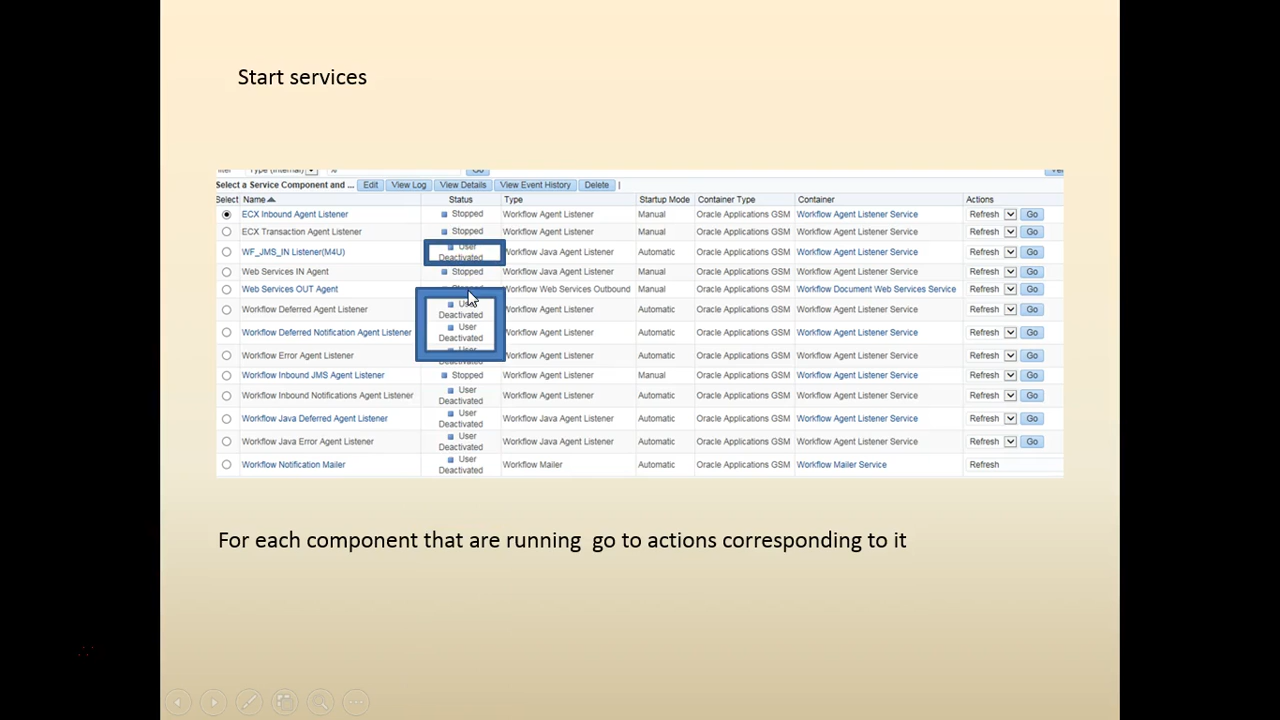 Start services
Type (Internal) Go
Select a Service Component and ... Edit View Log View Details View Event History Delete |
Select Name Status Type Startup Mode Container Type Container Actions
ECX Inbound Agent Listener Stopped Workflow Agent Listener Manual Oracle Applications GSM Workflow Agent Listener Service Refresh Go
ECX Transaction Agent Listener Stopped Workflow Agent Listener Manual Oracle Applications GSM Workflow Agent Listener Service Refresh Go
WF_JMS_IN Listener(M4U) User Deactivated Workflow Java Agent Listener Automatic Oracle Applications GSM Workflow Agent Listener Service Refresh Go
Web Services IN Agent Stopped Workflow Java Agent Listener Manual Oracle Applications GSM Workflow Agent Listener Service Refresh Go
Web Services OUT Agent Stopped Workflow Web Services Outbound Manual Oracle Applications GSM Workflow Document Web Services Service Refresh Go
Workflow Deferred Agent Listener User Deactivated Workflow Agent Listener Automatic Oracle Applications GSM Workflow Agent Listener Service Refresh Go
Workflow Deferred Notification Agent Listener User Deactivated Workflow Agent Listener Automatic Oracle Applications GSM Workflow Agent Listener Service Refresh Go
Workflow Error Agent Listener User Deactivated Workflow Agent Listener Automatic Oracle Applications GSM Workflow Agent Listener Service Refresh Go
Workflow Inbound JMS Agent Listener Stopped Workflow Agent Listener Manual Oracle Applications GSM Workflow Agent Listener Service Refresh Go
Workflow Inbound Notifications Agent Listener User Deactivated Workflow Agent Listener Automatic Oracle Applications GSM Workflow Agent Listener Service Refresh Go
Workflow Java Deferred Agent Listener User Deactivated Workflow Java Agent Listener Automatic Oracle Applications GSM Workflow Agent Listener Service Refresh Go
Workflow Java Error Agent Listener User Deactivated Workflow Java Agent Listener Automatic Oracle Applications GSM Workflow Agent Listener Service Refresh Go
Workflow Notification Mailer User Deactivated Workflow Mailer Automatic Oracle Applications GSM Workflow Mailer Service Refresh
For each component that are running go to actions corresponding to it